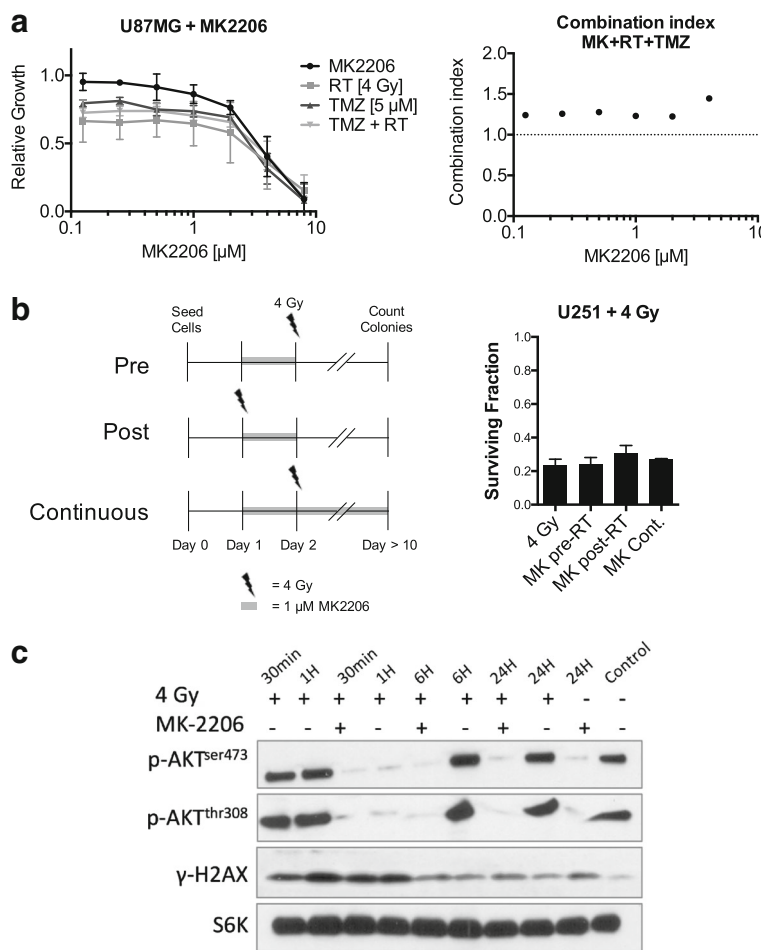 a
U87MG + MK2206
Relative Growth
1.0
0.5
0.0
0.1
1
10
MK2206 [µM]
MK2206
RT [4 Gy]
TMZ [5 µM]
TMZ + RT
Combination index
MK+RT+TMZ
Combination index
2.0
1.5
1.0
0.5
0.0
0.1
1
10
MK2206 [µM]
b
Seed
Cells
4 Gy
Count
Colonies
Pre
Post
Continuous
Day 0
Day 1
Day 2
Day > 10
= 4 Gy
= 1 µM MK2206
U251 + 4 Gy
Surviving Fraction
1.0
0.8
0.6
0.4
0.2
0.0
4 Gy
MK pre-RT
MK post-RT
MK Cont.
c
30min 1H 30min 1H 6H 6H 24H 24H 24H Control
4 Gy + + + + + + + + - -
MK-2206 - - + - + - + - + -
p-AKTser473
p-AKTthr308
γ-H2AX
S6K